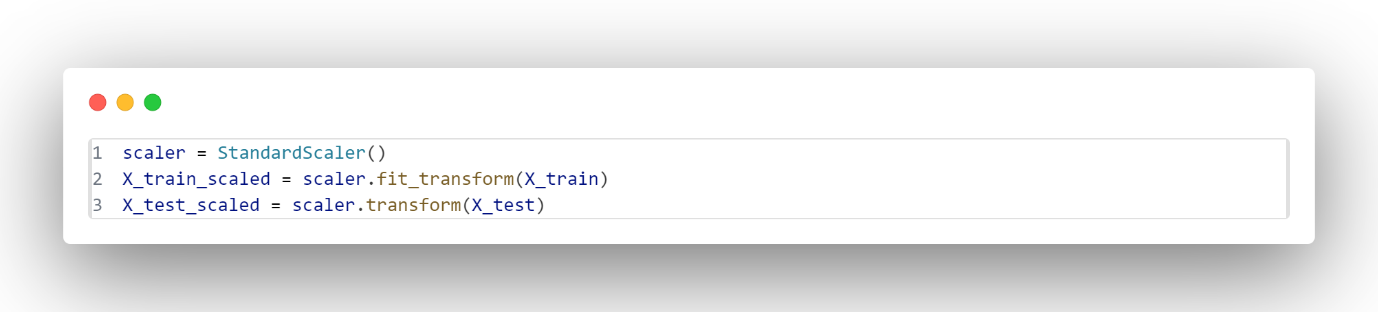 1 scaler = StandardScaler()
2 X_train_scaled = scaler.fit_transform(X_train)
3 X_test_scaled = scaler.transform(X_test)